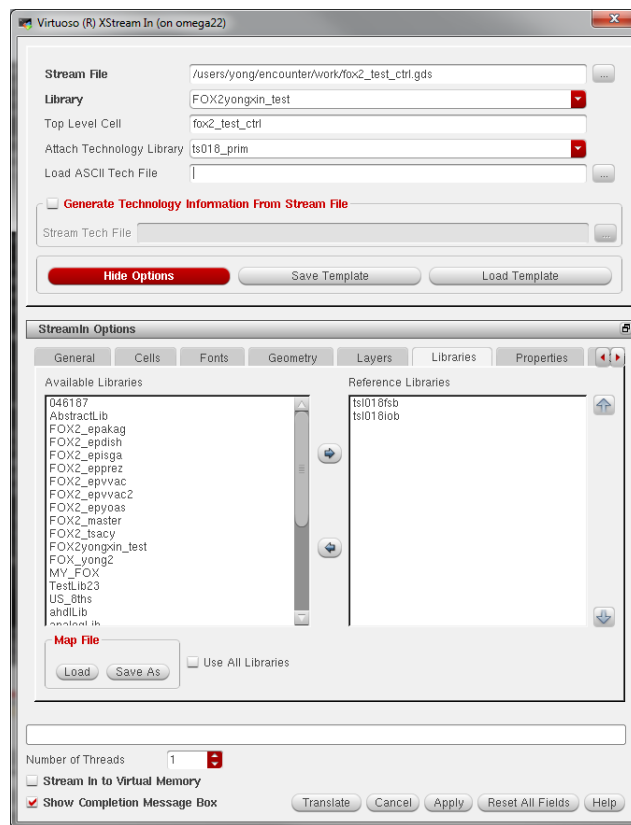 Virtuoso (R) XStream In (on omega22)
Stream File /users/yong/encounter/work/fox2_test_ctrl.gds ...
Library FOX2yongxin_test
Top Level Cell fox2_test_ctrl
Attach Technology Library ts018_prim
Load ASCII Tech File ...
Generate Technology Information From Stream File
Stream Tech File ...
Hide Options Save Template Load Template
StreamIn Options
General Cells Fonts Geometry Layers Libraries Properties
Available Libraries Reference Libraries
046187 tsl018fsb
AbstractLib tsl018iob
FOX2_epakag
FOX2_epdish
FOX2_episga
FOX2_epprez
FOX2_epvvac
FOX2_epvvac2
FOX2_epyoas
FOX2_master
FOX2_tsacy
FOX2yongxin_test
FOX_yong2
MY_FOX
TestLib23
US_8ths
ahdlLib
analogLib
Map File
Load Save As Use All Libraries
Number of Threads 1
Stream In to Virtual Memory
Show Completion Message Box Translate Cancel Apply Reset All Fields Help